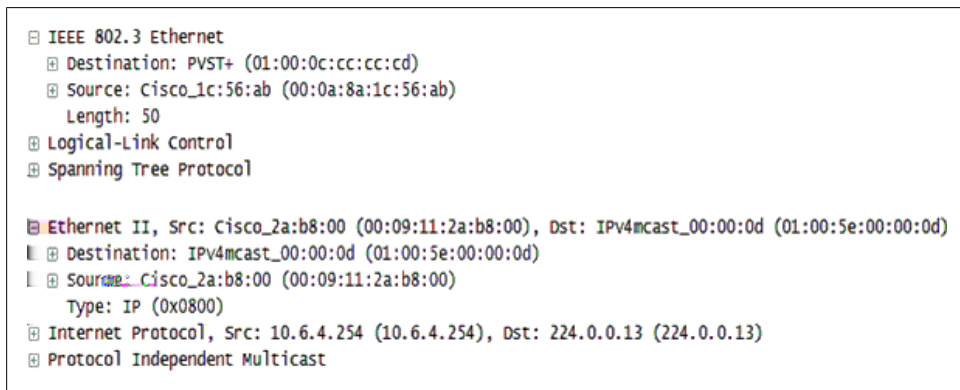 IEEE 802.3 Ethernet
Destination: PVST+ (01:00:0c:cc:cc:cd)
Source: Cisco_1c:56:ab (00:0a:8a:1c:56:ab)
Length: 50
Logical-Link Control
Spanning Tree Protocol
Ethernet II, Src: Cisco_2a:b8:00 (00:09:11:2a:b8:00), Dst: IPv4mcast_00:00:0d (01:00:5e:00:00:0d)
Destination: IPv4mcast_00:00:0d (01:00:5e:00:00:0d)
Source: Cisco_2a:b8:00 (00:09:11:2a:b8:00)
Type: IP (0x0800)
Internet Protocol, Src: 10.6.4.254 (10.6.4.254), Dst: 224.0.0.13 (224.0.0.13)
Protocol Independent Multicast